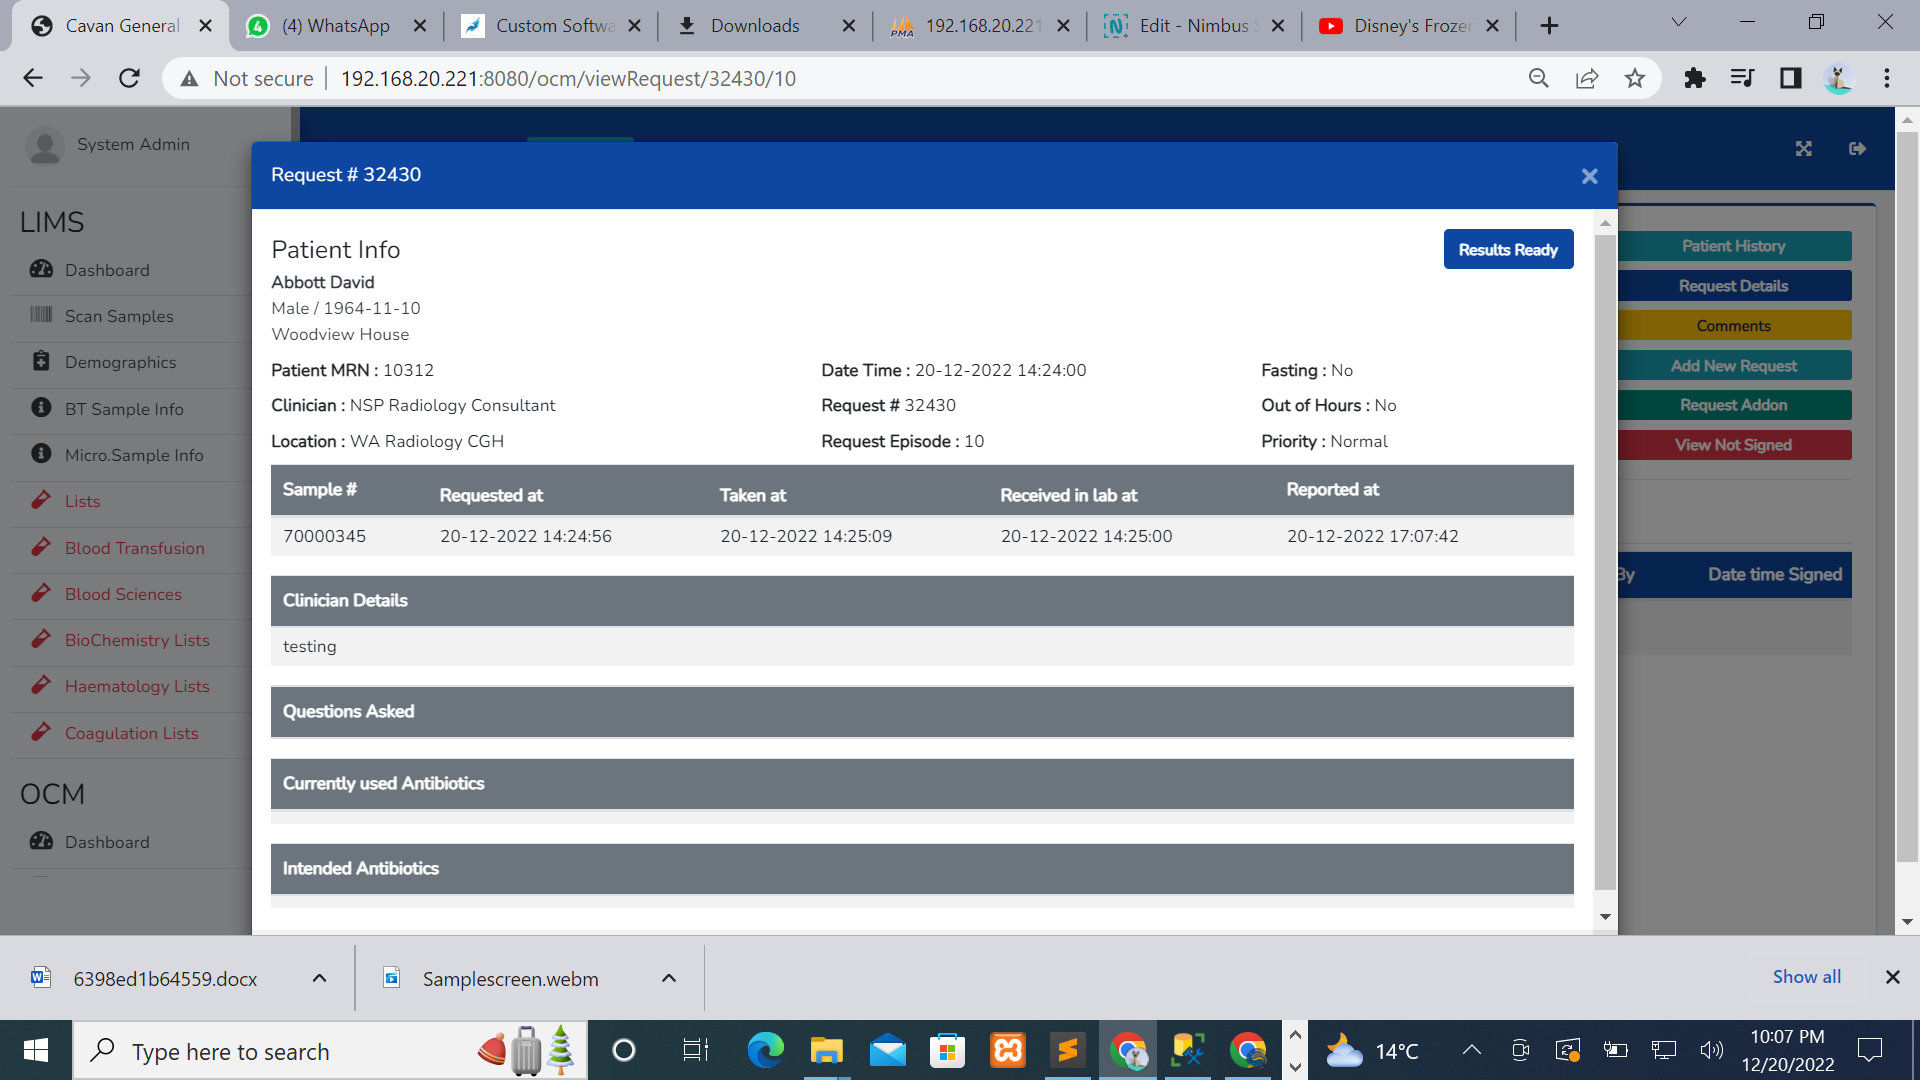 Cavan General
(4) WhatsApp
Custom Softwa
Downloads
PMA
192.168.20.221
Edit - Nimbus S
Disney's Frozen
Not secure
192.168.20.221:8080/ocm/viewRequest/32430/10
System Admin
LIMS
Dashboard
Scan Samples
Demographics
BT Sample Info
Micro.Sample Info
Lists
Blood Transfusion
Blood Sciences
BioChemistry Lists
Haematology Lists
Coagulation Lists
OCM
Dashboard
Request # 32430
Patient Info
Results Ready
Abbott David
Male / 1964-11-10
Woodview House
Patient MRN : 10312
Date Time : 20-12-2022 14:24:00
Fasting : No
Clinician : NSP Radiology Consultant
Request # 32430
Out of Hours : No
Location : WA Radiology CGH
Request Episode : 10
Priority : Normal
Sample # Requested at Taken at Received in lab at Reported at
70000345 20-12-2022 14:24:56 20-12-2022 14:25:09 20-12-2022 14:25:00 20-12-2022 17:07:42
Clinician Details
testing
Questions Asked
Currently used Antibiotics
Intended Antibiotics
Patient History
Request Details
Comments
Add New Request
Request Addon
View Not Signed
By Date time Signed
6398ed1b64559.docx
Samplescreen.webm
Show all
Type here to search
14°C
10:07 PM
12/20/2022